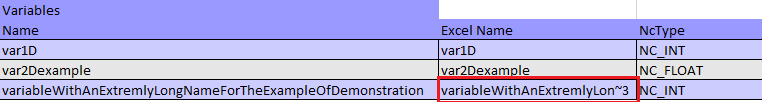 Variables
Name Excel Name NcType
var1D var1D NC_INT
var2Dexample var2Dexample NC_FLOAT
variableWithAnExtremlyLongNameForTheExampleOfDemonstration variableWithAnExtremlyLon~3 NC_INT